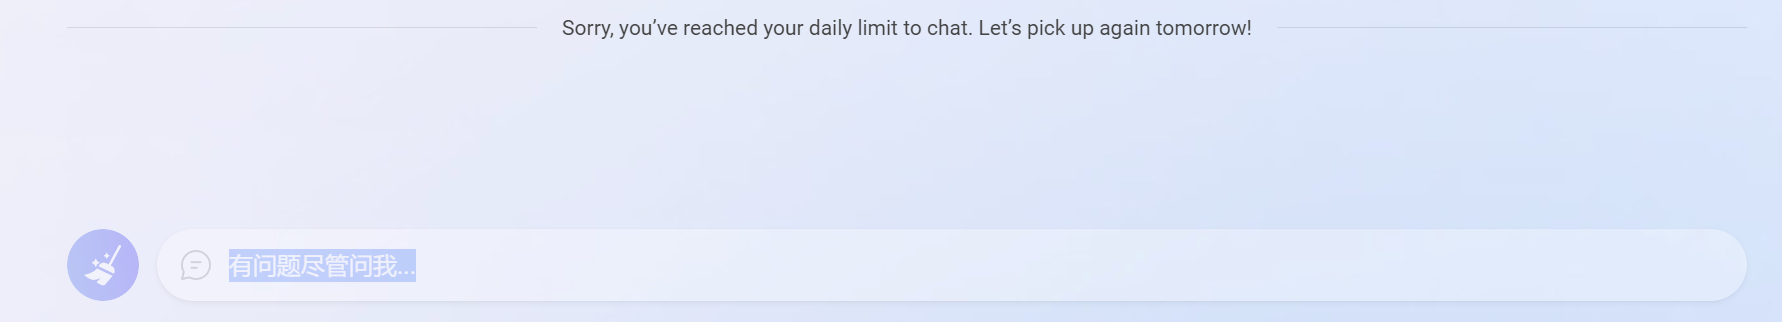 Sorry, you’ve reached your daily limit to chat. Let’s pick up again tomorrow!
有问题尽管问我...